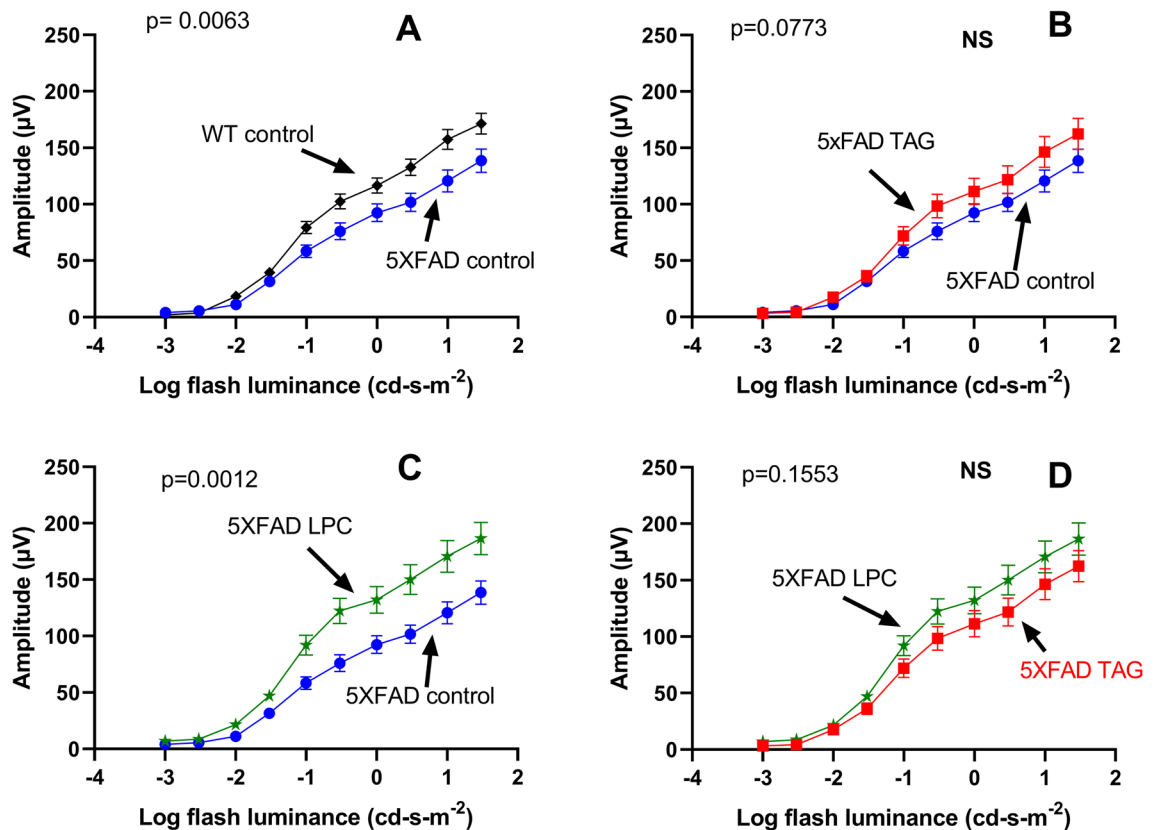 p= 0.0063
A
250
200
150
100
50
0
Amplitude (µV)
WT control
5XFAD control
-4 -3 -2 -1 0 1 2
Log flash luminance (cd-s-m⁻²)
p=0.0773
NS
B
250
200
150
100
50
0
Amplitude (µV)
5xFAD TAG
5XFAD control
-4 -3 -2 -1 0 1 2
Log flash luminance (cd-s-m⁻²)
p=0.0012
C
250
200
150
100
50
0
Amplitude (µV)
5XFAD LPC
5XFAD control
-4 -3 -2 -1 0 1 2
Log flash luminance (cd-s-m⁻²)
p=0.1553
NS
D
250
200
150
100
50
0
Amplitude (µV)
5XFAD LPC
5XFAD TAG
-4 -3 -2 -1 0 1 2
Log flash luminance (cd-s-m⁻²)